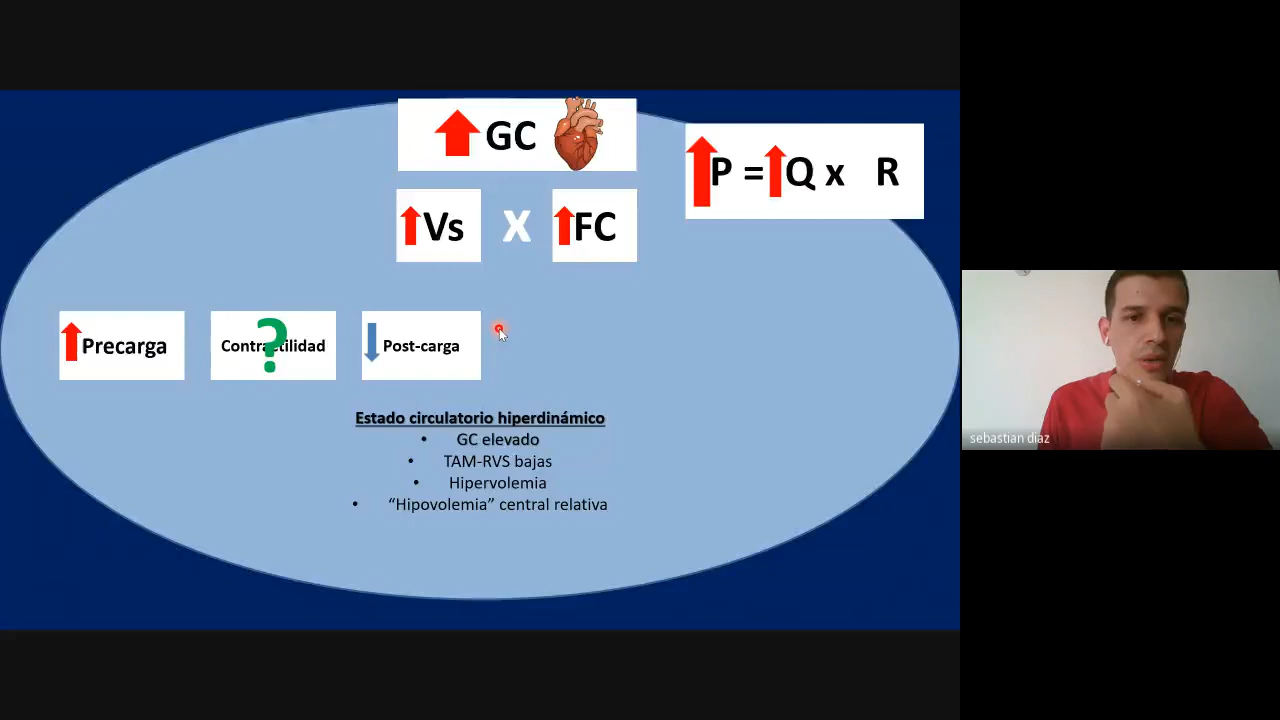 GC
P = Q x R
Vs X FC
Precarga
Contractilidad
?
Post-carga
Estado circulatorio hiperdinámico
• GC elevado
• TAM-RVS bajas
• Hipervolemia
• “Hipovolemia” central relativa
sebastian diaz